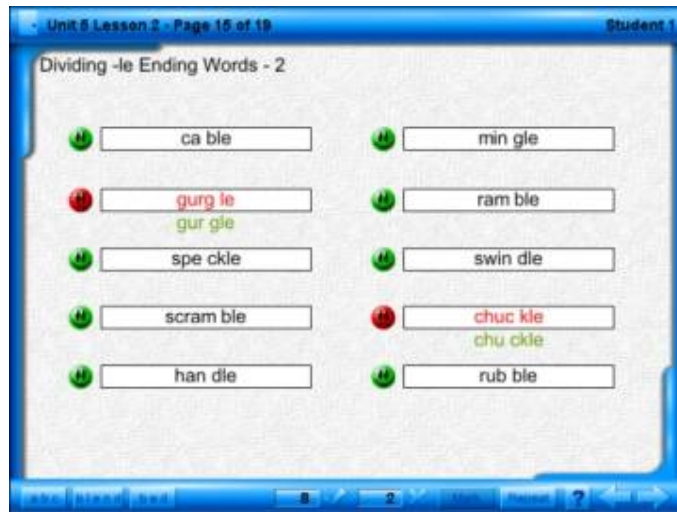 Unit 5 Lesson 2 - Page 15 of 19
Student 1
Dividing -le Ending Words - 2
ca ble
min gle
gurg le
gur gle
ram ble
spe ckle
swin dle
scram ble
chuc kle
chu ckle
han dle
rub ble
a b c
b l e n d
8
2
Repeat
?